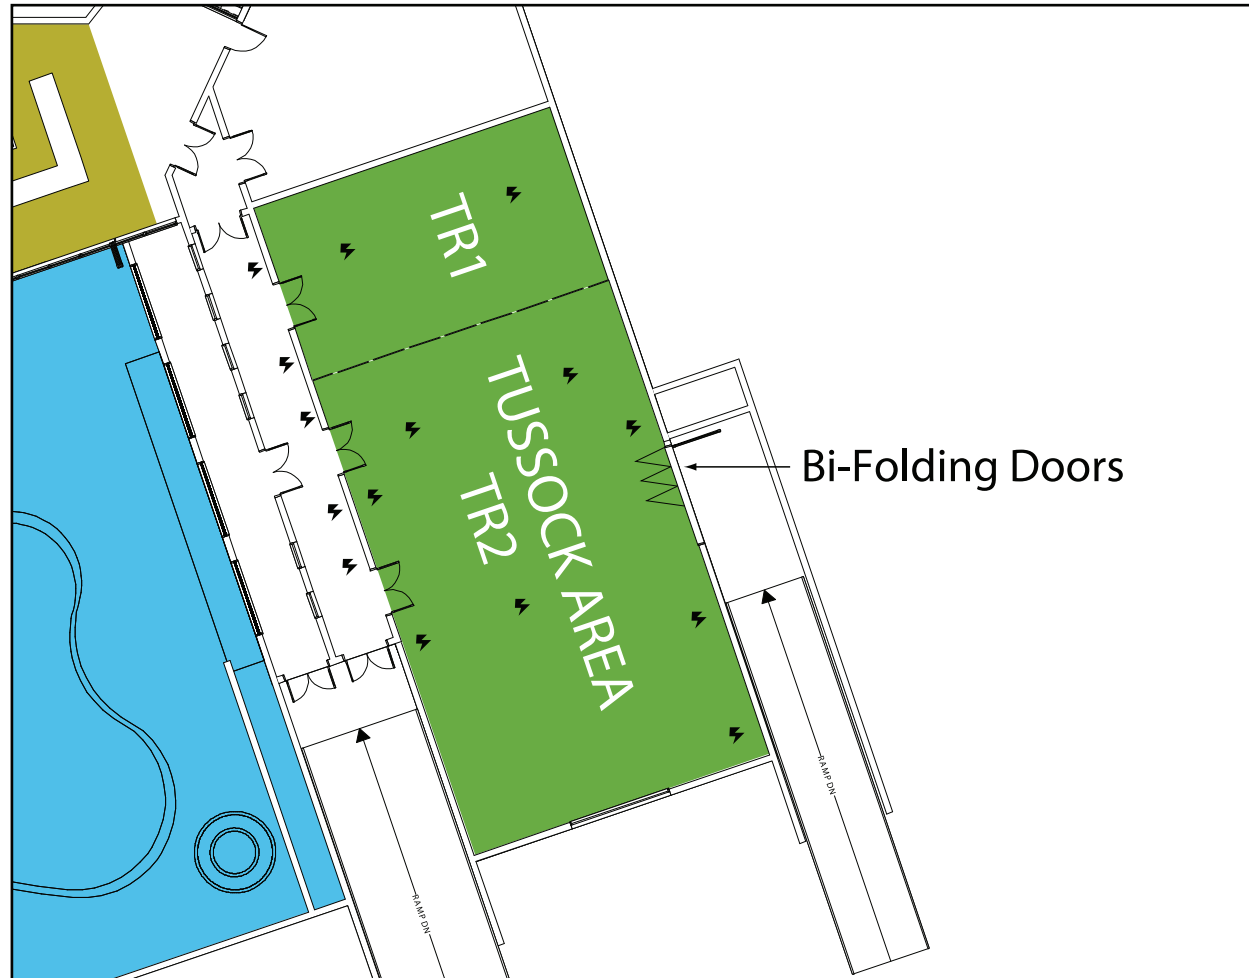 TR1
TUSSOCK AREA
TR2
Bi-Folding Doors
RAMP DN
RAMP DN